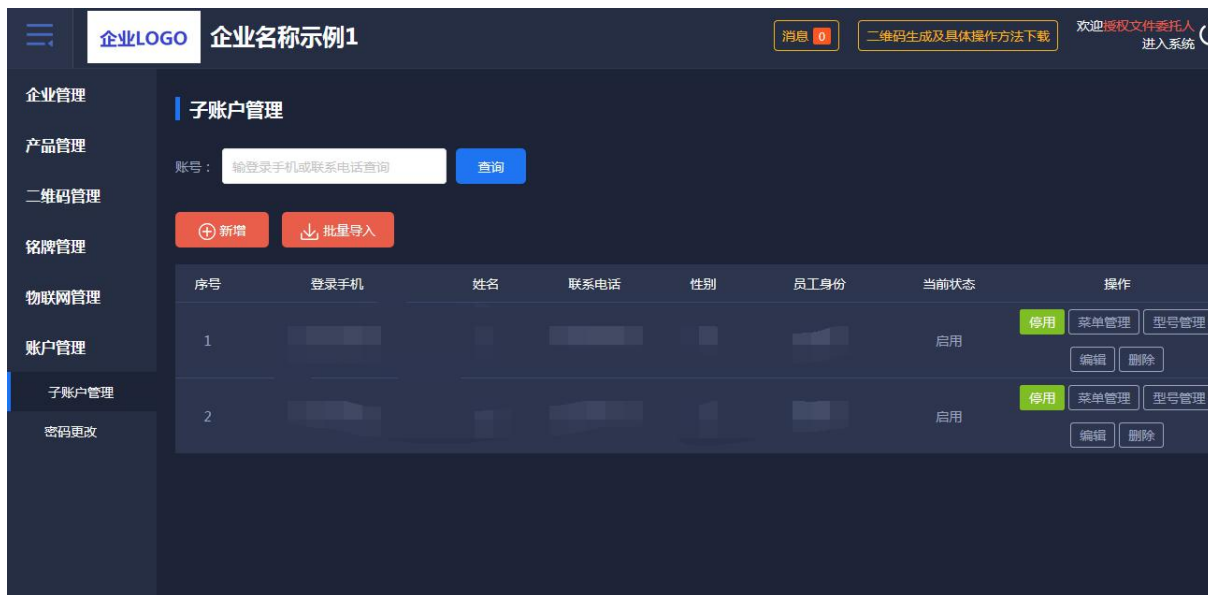 企业LOGO 企业名称示例1 消息 0 二维码生成及具体操作方法下载 欢迎授权文件委托人
进入系统
企业管理
产品管理
二维码管理
铭牌管理
物联网管理
账户管理
子账户管理
密码更改
子账户管理
账号： 输登录手机或联系电话查询 查询
新增 批量导入
序号 登录手机 姓名 联系电话 性别 员工身份 当前状态 操作
1 启用 停用 菜单管理 型号管理
编辑 删除
2 启用 停用 菜单管理 型号管理
编辑 删除